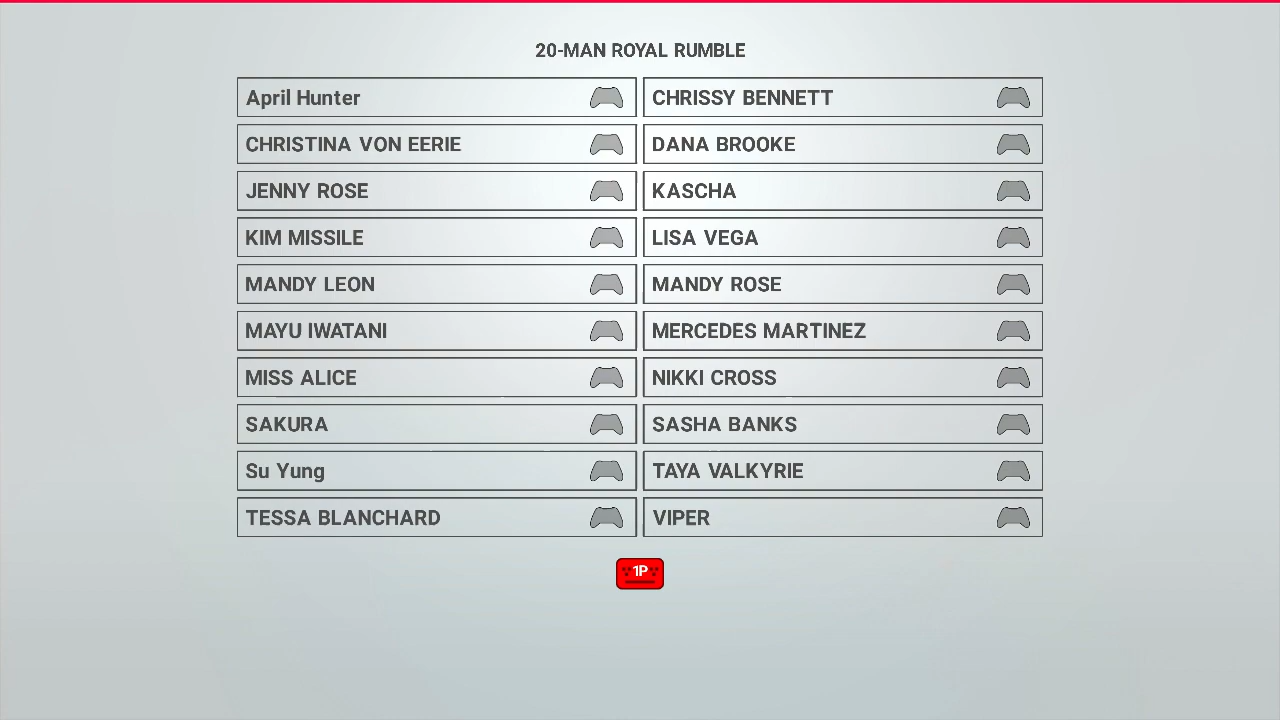 20-MAN ROYAL RUMBLE
April Hunter
CHRISSY BENNETT
CHRISTINA VON EERIE
DANA BROOKE
JENNY ROSE
KASCHA
KIM MISSILE
LISA VEGA
MANDY LEON
MANDY ROSE
MAYU IWATANI
MERCEDES MARTINEZ
MISS ALICE
NIKKI CROSS
SAKURA
SASHA BANKS
Su Yung
TAYA VALKYRIE
TESSA BLANCHARD
VIPER
1P